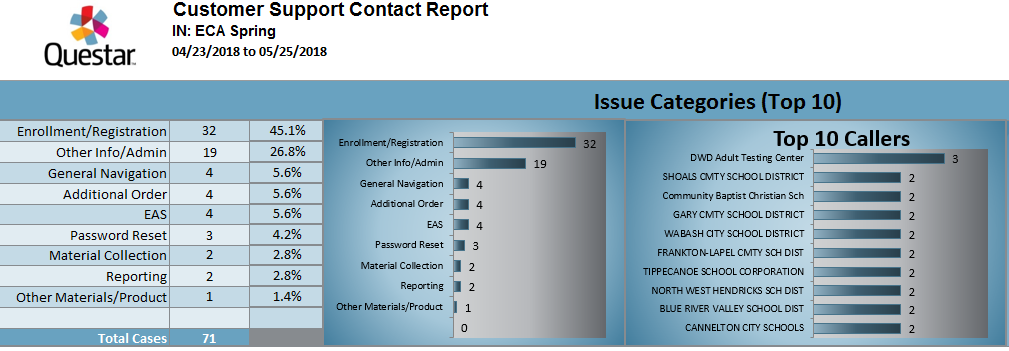 Questar
Customer Support Contact Report
IN: ECA Spring
04/23/2018 to 05/25/2018
Issue Categories (Top 10)
Enrollment/Registration 32 45.1%
Other Info/Admin 19 26.8%
General Navigation 4 5.6%
Additional Order 4 5.6%
EAS 4 5.6%
Password Reset 3 4.2%
Material Collection 2 2.8%
Reporting 2 2.8%
Other Materials/Product 1 1.4%
Total Cases 71
Enrollment/Registration 32
Other Info/Admin 19
General Navigation 4
Additional Order 4
EAS 4
Password Reset 3
Material Collection 2
Reporting 2
Other Materials/Product 1
0
Top 10 Callers
DWD Adult Testing Center 3
SHOALS CMTY SCHOOL DISTRICT 2
Community Baptist Christian Sch 2
GARY CMTY SCHOOL DISTRICT 2
WABASH CITY SCHOOL DISTRICT 2
FRANKTON-LAPEL CMTY SCH DIST 2
TIPPECANOE SCHOOL CORPORATION 2
NORTH WEST HENDRICKS SCH DIST 2
BLUE RIVER VALLEY SCHOOL DIST 2
CANNELTON CITY SCHOOLS 2